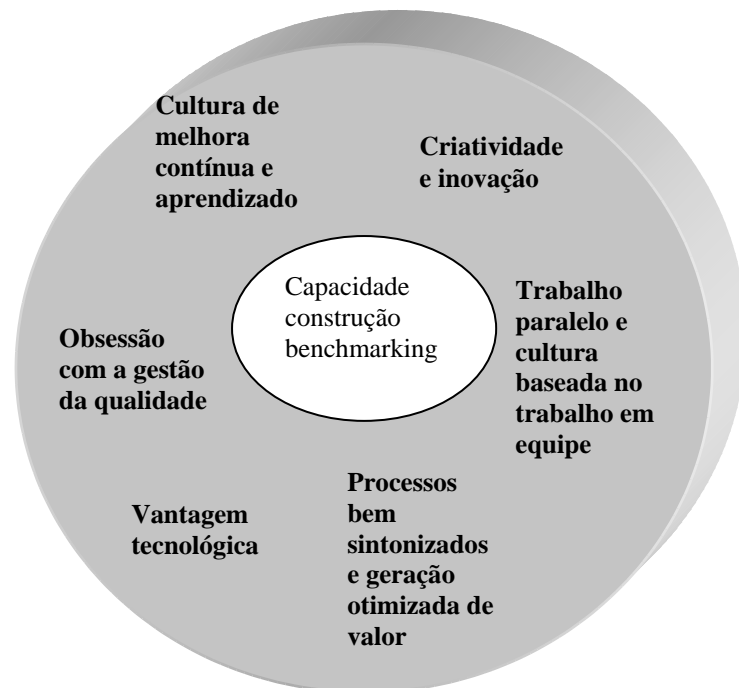 Cultura de
melhora
contínua e
aprendizado
Criatividade
e inovação
Capacidade
construção
benchmarking
Trabalho
paralelo e
cultura
baseada no
trabalho em
equipe
Obsessão
com a gestão
da qualidade
Vantagem
tecnológica
Processos
bem
sintonizados
e geração
otimizada de
valor